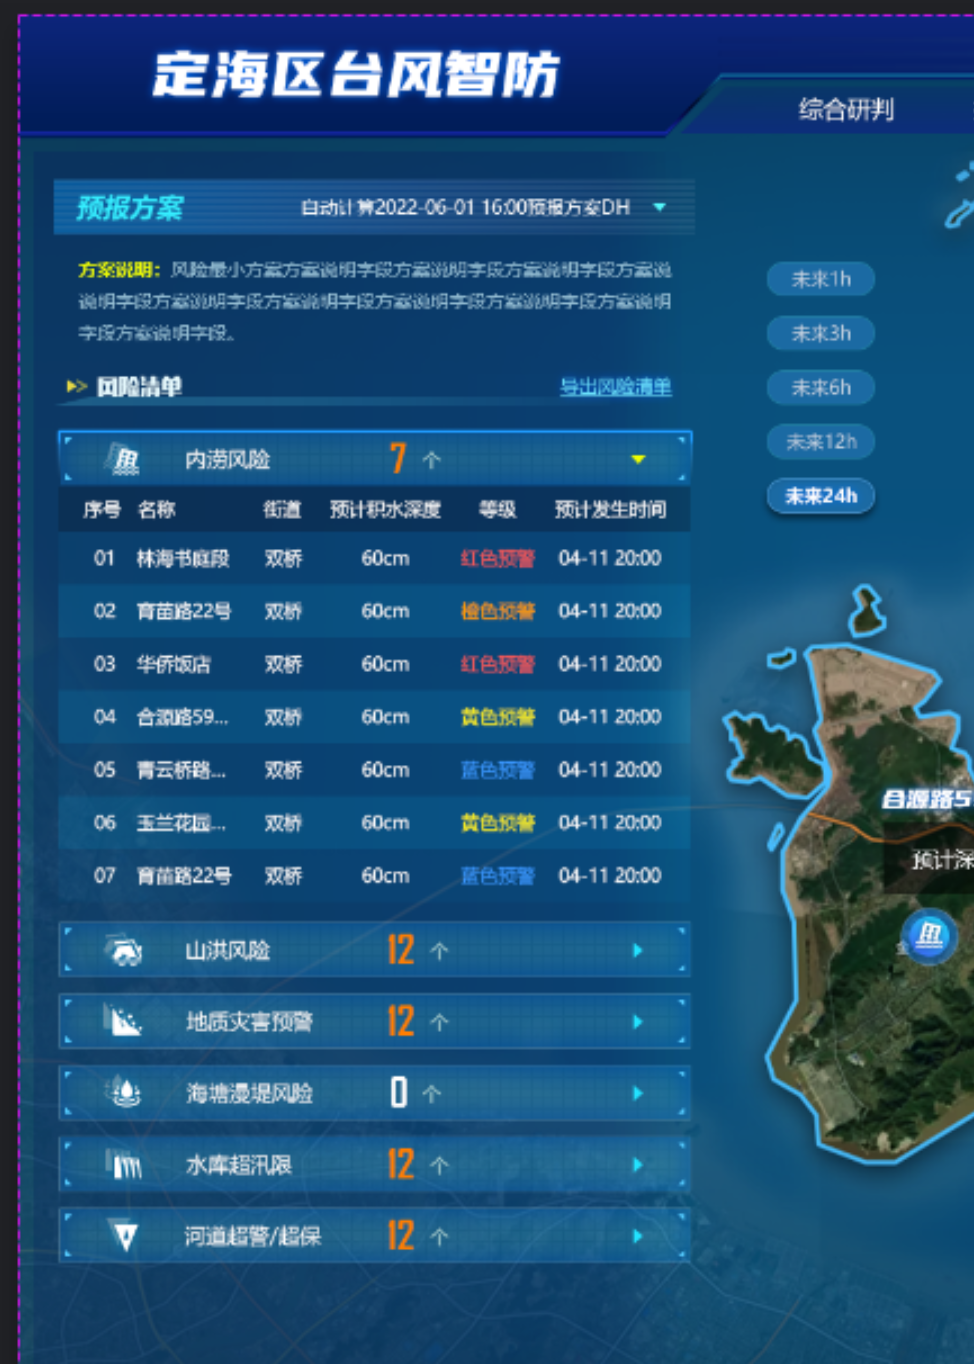 定海区台风智防
综合研判
预报方案
自动计算2022-06-01 16:00预报方案DH
方案说明：风险最小方案方案说明字段方案说明字段方案说明字段方案说
说明字段方案说明字段方案说明字段方案说明字段方案说明字段方案说明
字段方案说明字段。
风险清单
导出风险清单
内涝风险 7 个
序号 名称 街道 预计积水深度 等级 预计发生时间
01 林海书庭段 双桥 60cm 红色预警 04-11 20:00
02 育苗路22号 双桥 60cm 橙色预警 04-11 20:00
03 华侨饭店 双桥 60cm 红色预警 04-11 20:00
04 合源路59... 双桥 60cm 黄色预警 04-11 20:00
05 青云桥路... 双桥 60cm 蓝色预警 04-11 20:00
06 玉兰花园... 双桥 60cm 黄色预警 04-11 20:00
07 育苗路22号 双桥 60cm 蓝色预警 04-11 20:00
山洪风险 12 个
地质灾害预警 12 个
海塘漫堤风险 0 个
水库超汛限 12 个
河道超警/超保 12 个
未来1h
未来3h
未来6h
未来12h
未来24h
合源路5
预计深